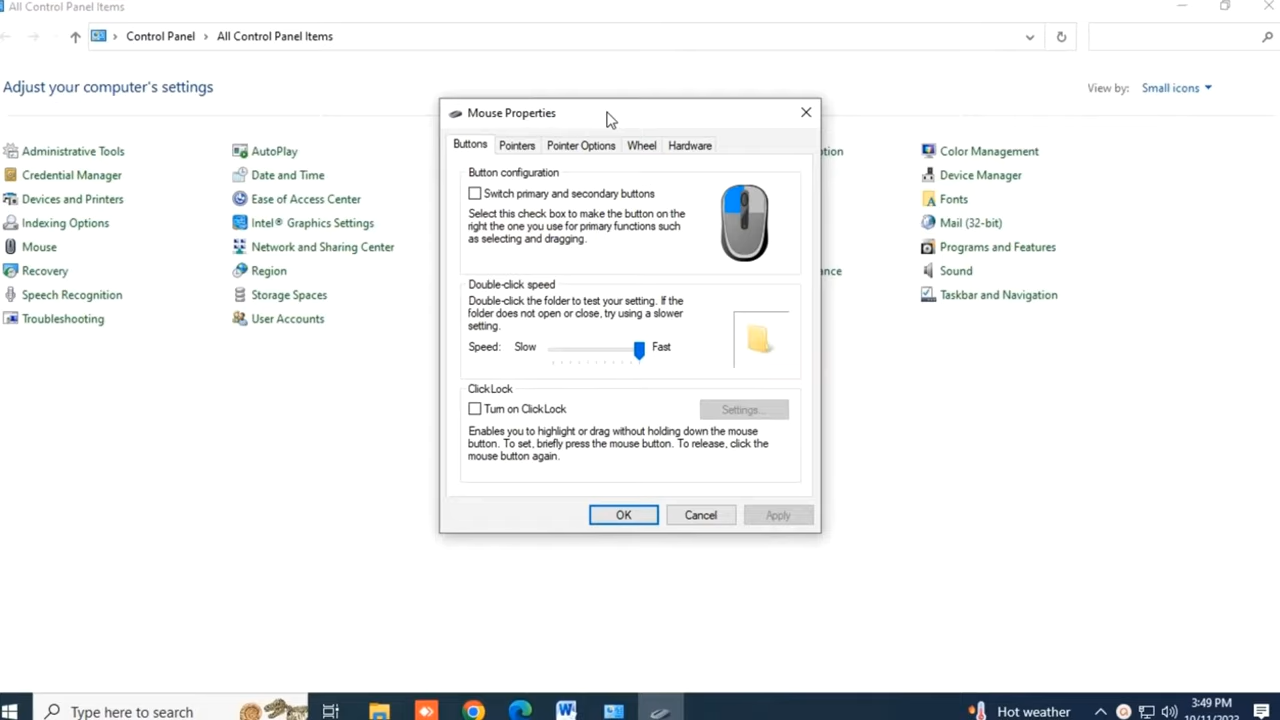 All Control Panel Items
Control Panel > All Control Panel Items
Adjust your computer's settings
View by: Small icons
Mouse Properties
Buttons Pointers Pointer Options Wheel Hardware
Button configuration
Switch primary and secondary buttons
Select this check box to make the button on the
right the one you use for primary functions such
as selecting and dragging.
Double-click speed
Double-click the folder to test your setting. If the
folder does not open or close, try using a slower
setting.
Speed: Slow Fast
ClickLock
Turn on ClickLock Settings...
Enables you to highlight or drag without holding down the mouse
button. To set, briefly press the mouse button. To release, click the
mouse button again.
OK Cancel Apply
Administrative Tools
Credential Manager
Devices and Printers
Indexing Options
Mouse
Recovery
Speech Recognition
Troubleshooting
AutoPlay
Date and Time
Ease of Access Center
Intel® Graphics Settings
Network and Sharing Center
Region
Storage Spaces
User Accounts
Color Management
Device Manager
Fonts
Mail (32-bit)
Programs and Features
Sound
Taskbar and Navigation
Type here to search
Hot weather
3:49 PM